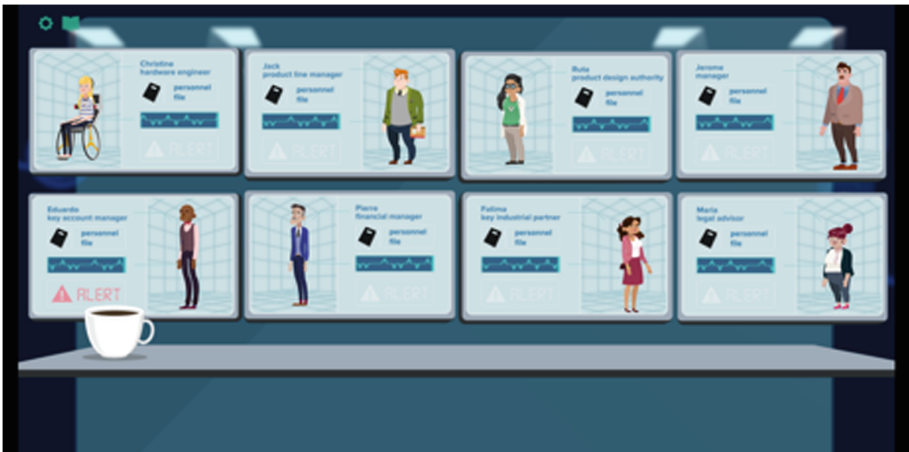 Christine
hardware engineer
personnel
file
ALERT
Jack
product line manager
personnel
file
ALERT
Rute
product design authority
personnel
file
ALERT
Jerome
manager
personnel
file
ALERT
Eduardo
key account manager
personnel
file
ALERT
Pierre
financial manager
personnel
file
ALERT
Fatima
key industrial partner
personnel
file
ALERT
Maria
legal advisor
personnel
file
ALERT